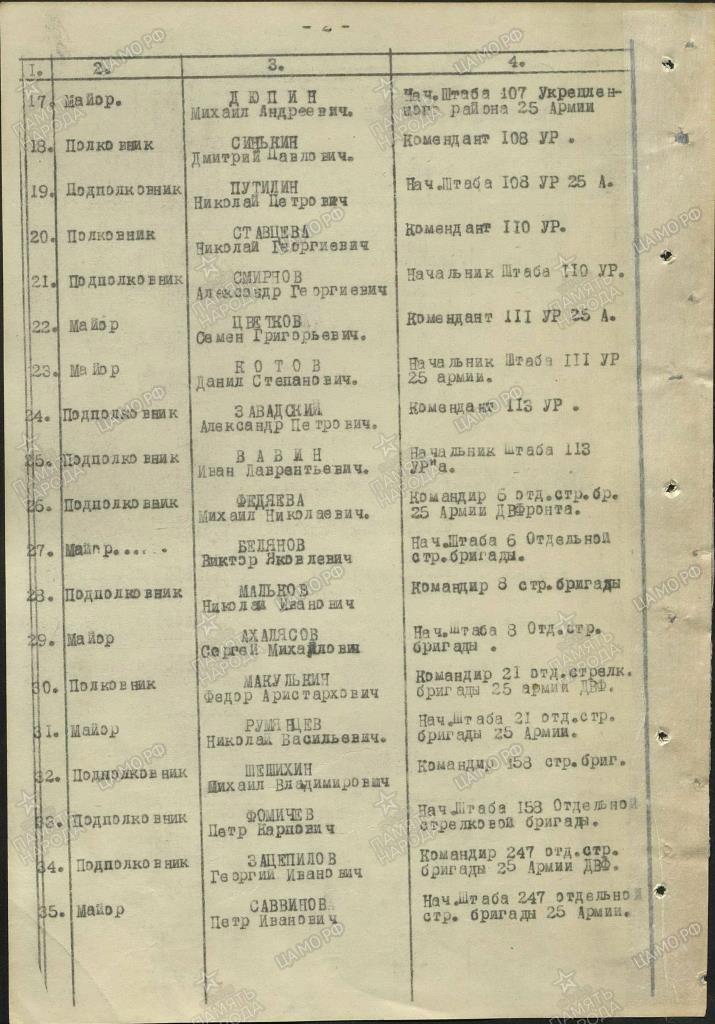 - 2 -
I. 2. 3. 4.
17. Майор. Д Ю П И Н Нач.Штаба 107 Укреплен-
Михаил Андреевич. ного района 25 Армии
18. Полковник СИНЬКИН Комендант 108 УР .
Дмитрий Павлович.
19. Подполковник ПУТИЛИН Нач.Штаба 108 УР 25 А.
Николай Петрович
20. Полковник СТАВЦЕВА Комендант 110 УР.
Николай Георгиевич
21. Подполковник СМИРНОВ Начальник Штаба 110 УР.
Александр Георгиевич
22. Майор ЦВЕТКОВ Комендант 111 УР 25 А.
Семен Григорьевич.
23. Майор К О Т О В Начальник Штаба 111 УР
Данил Степанович. 25 армии.
24. Подполковник ЗАВАДСКИЙ Комендант 113 УР .
Александр Петрович.
25. Подполковник В А В И Н Начальник Штаба 113
Иван Лаврентьевич. УР"а.
26. Подполковник ФЕДЯЕВА Командир 6 отд.стр.бр.
Михаил Николаевич. 25 Армии ДВФронта.
27. Майор...... БЕЛЯНОВ Нач.Штаба 6 Отдельной
Виктор Яковлевич стр.бригады.
28. Подполковник МАЛЬКОВ Командир 8 стр.бригады
Николай Иванович
29. Майор АХАЛЯСОВ Нач.штаба 8 Отд.стр.
Сергей Михайлович бригады .
30. Полковник МАКУЛЬКИН Командир 21 отд.стрелк.
Федор Аристархович бригады 25 армии ДВФ.
31. Майор РУМЯНЦЕВ Нач.Штаба 21 отд.стр.
Николай Васильевич. бригады 25 Армии.
32. Подполковник ШЕШИХИН Командир 158 стр.бриг.
Михаил Владимирович
33. Подполковник ФОМИЧЕВ Нач.Штаба 158 Отдельной
Петр Карпович стрелковой бригады.
34. Подполковник ЗАЦЕПИЛОВ Командир 247 отд.стр.
Георгий Иванович бригады 25 Армии ДВФ.
35. Майор САВВИНОВ Нач.Штаба 247 отдельной
Петр Иванович стр. бригады 25 Армии.
ЦАМО РФ
ПАМЯТЬ НАРОДА